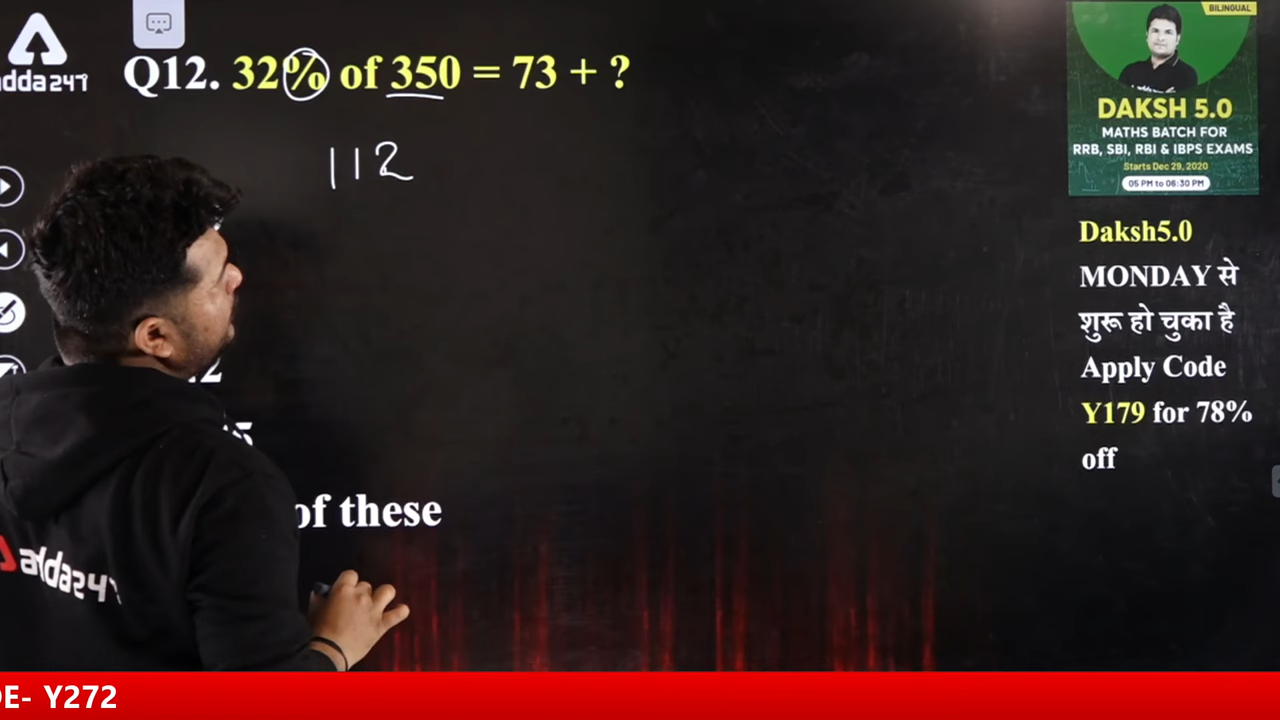 adda247
Q12. 32% of 350 = 73 + ?
112
of these
adda247
BILINGUAL
DAKSH 5.0
MATHS BATCH FOR
RRB, SBI, RBI & IBPS EXAMS
Starts Dec 29, 2020
05 PM to 06:30 PM
Daksh5.0
MONDAY से
शुरू हो चुका है
Apply Code
Y179 for 78%
off
Y272